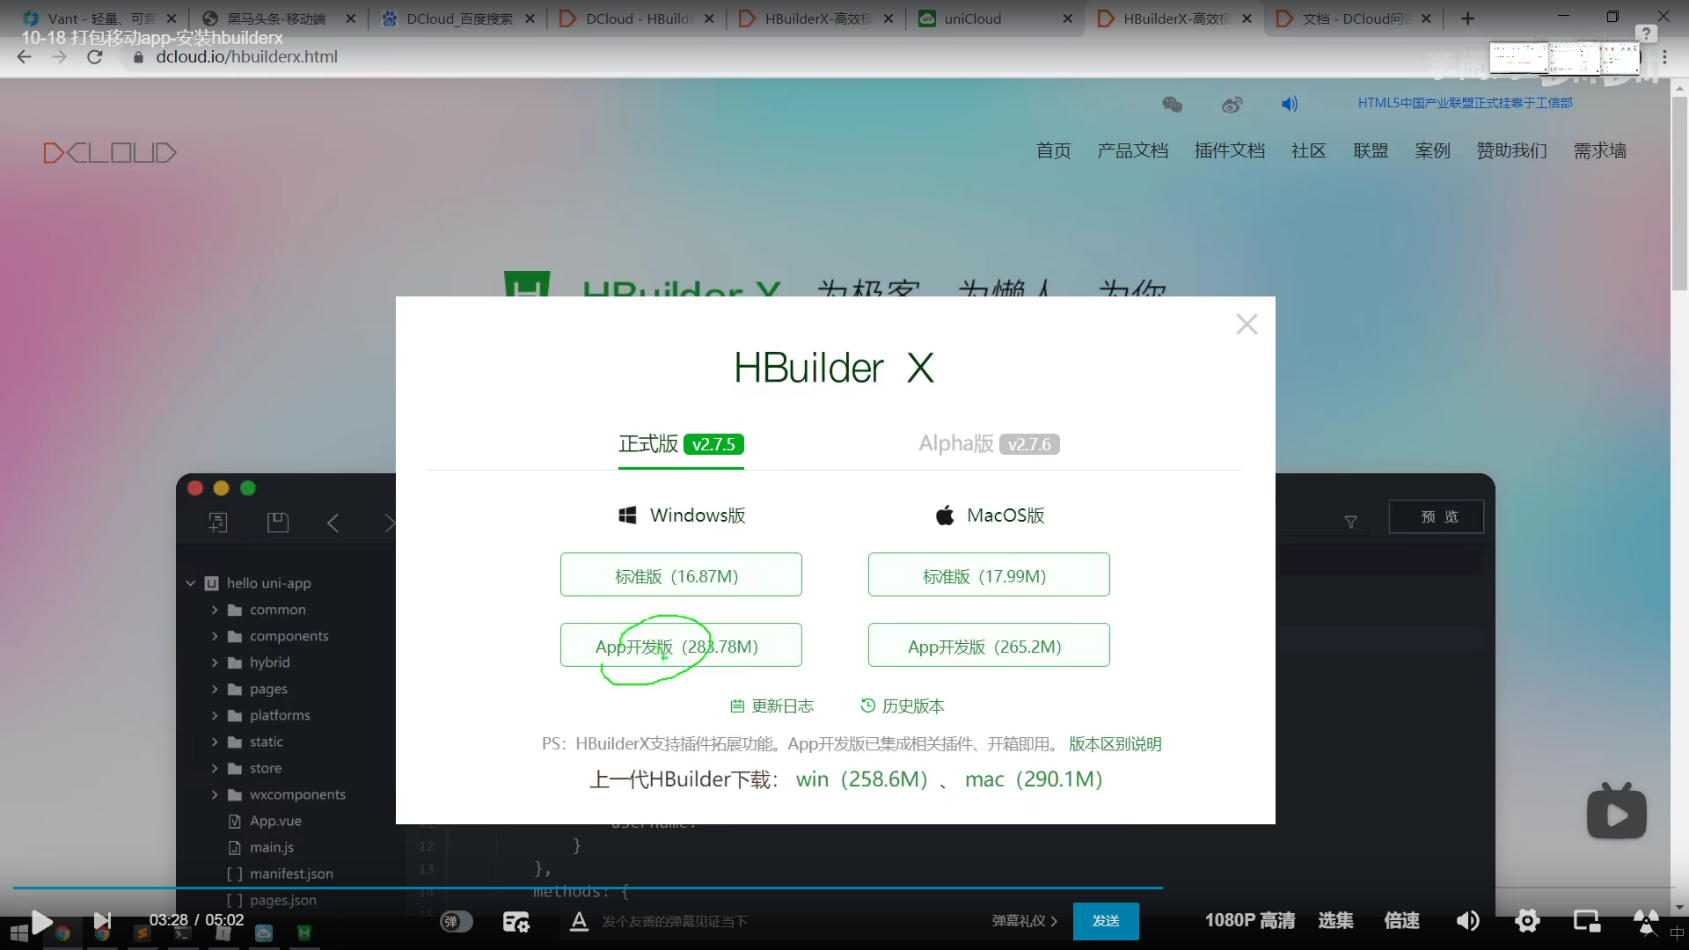 Vant - 轻量、可靠
黑马头条-移动端
DCloud_百度搜索
DCloud - HBuilde
HBuilderX-高效极
uniCloud
HBuilderX-高效极
文档 - DCloud问答
10-18 打包移动app-安装hbuilderx
dcloud.io/hbuilderx.html
HTML5中国产业联盟正式挂靠于工信部
DCLOUD
首页 产品文档 插件文档 社区 联盟 案例 赞助我们 需求墙
HBuilder X 为极客、为懒人、为你
HBuilder X
正式版 v2.7.5
Alpha版 v2.7.6
Windows版
MacOS版
标准版（16.87M）
标准版（17.99M）
App开发版（283.78M）
App开发版（265.2M）
更新日志
历史版本
PS：HBuilderX支持插件拓展功能。App开发版已集成相关插件、开箱即用。 版本区别说明
上一代HBuilder下载： win（258.6M）、 mac（290.1M）
预 览
hello uni-app
common
components
hybrid
pages
platforms
static
store
wxcomponents
App.vue
main.js
manifest.json
pages.json
username:
12 }
13 },
14 methods: {
03:28 / 05:02
弹
发个友善的弹幕见证当下
弹幕礼仪
发送
1080P 高清
选集
倍速
中